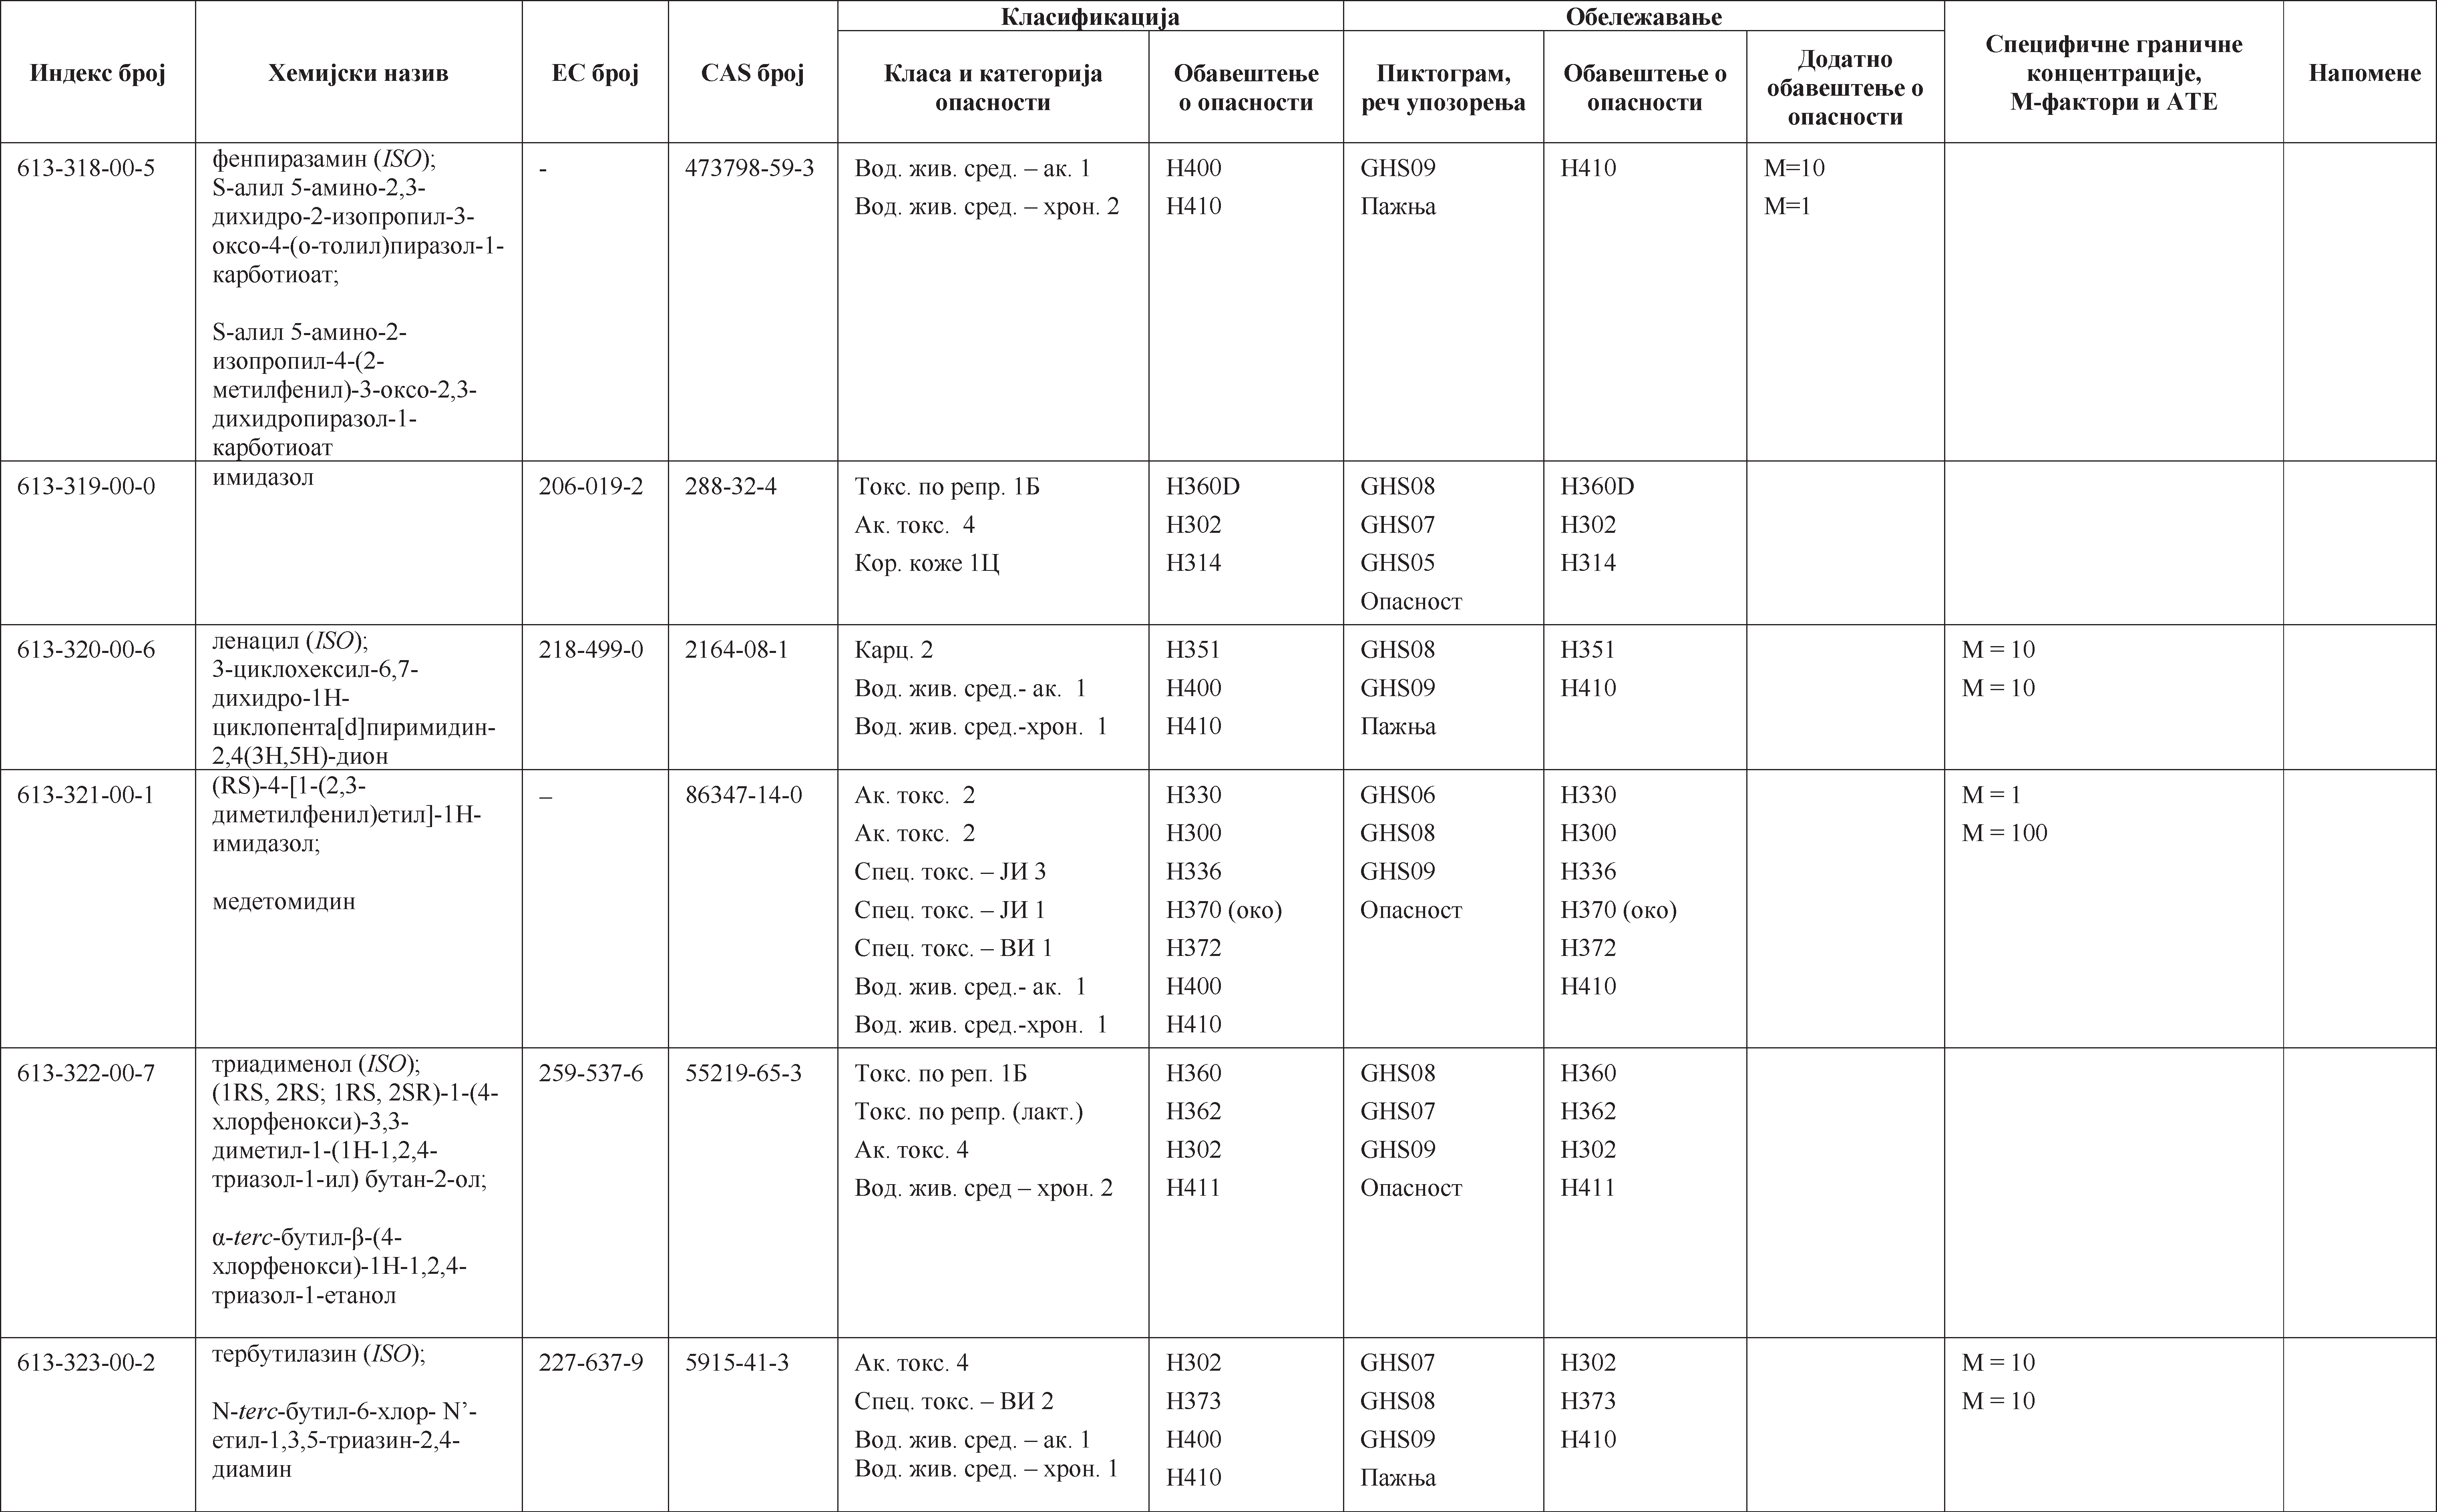 Индекс број
Хемијски назив
ЕС број
CAS број
Класификација
Класа и категорија
опасности
Обавештење
о опасности
Обележавање
Пиктограм,
реч упозорења
Обавештење о
опасности
Додатно
обавештење о
опасности
Специфичне граничне
концентрације,
М-фактори и АТЕ
Напомене
613-318-00-5
фенпиразамин (ISO);
S-алил 5-амино-2,3-
дихидро-2-изопропил-3-
оксо-4-(о-толил)пиразол-1-
карботиоат;
S-алил 5-амино-2-
изопропил-4-(2-
метилфенил)-3-оксо-2,3-
дихидропиразол-1-
карботиоат
-
473798-59-3
Вод. жив. сред. – ак. 1
Вод. жив. сред. – хрон. 2
H400
H410
GHS09
Пажња
H410
M=10
M=1
613-319-00-0
имидазол
206-019-2
288-32-4
Токс. по репр. 1Б
Ак. токс.  4
Кор. коже 1Ц
H360D
H302
H314
GHS08
GHS07
GHS05
Опасност
H360D
H302
H314
613-320-00-6
ленацил (ISO);
3-циклохексил-6,7-
дихидро-1H-
циклопента[d]пиримидин-
2,4(3H,5H)-дион
218-499-0
2164-08-1
Карц. 2
Вод. жив. сред.- ак.  1
Вод. жив. сред.-хрон.  1
H351
H400
H410
GHS08
GHS09
Пажња
H351
H410
M = 10
M = 10
613-321-00-1
(RS)-4-[1-(2,3-
диметилфенил)етил]-1H-
имидазол;
медетомидин
–
86347-14-0
Ак. токс.  2
Ак. токс.  2
Спец. токс. – ЈИ 3
Спец. токс. – ЈИ 1
Спец. токс. – ВИ 1
Вод. жив. сред.- ак.  1
Вод. жив. сред.-хрон.  1
H330
H300
H336
H370 (око)
H372
H400
H410
GHS06
GHS08
GHS09
Опасност
H330
H300
H336
H370 (око)
H372
H410
M = 1
M = 100
613-322-00-7
триадименол (ISO);
(1RS, 2RS; 1RS, 2SR)-1-(4-
хлорфенокси)-3,3-
диметил-1-(1H-1,2,4-
триазол-1-ил) бутан-2-ол;
α-terc-бутил-β-(4-
хлорфенокси)-1H-1,2,4-
триазол-1-етанол
259-537-6
55219-65-3
Токс. по реп. 1Б
Токс. по репр. (лакт.)
Ак. токс. 4
Вод. жив. сред – хрон. 2
H360
H362
H302
H411
GHS08
GHS07
GHS09
Опасност
H360
H362
H302
H411
613-323-00-2
тербутилазин (ISO);
N-terc-бутил-6-хлор- N’-
етил-1,3,5-триазин-2,4-
диамин
227-637-9
5915-41-3
Ак. токс. 4
Спец. токс. – ВИ 2
Вод. жив. сред. – ак. 1
Вод. жив. сред. – хрон. 1
H302
H373
H400
H410
GHS07
GHS08
GHS09
Пажња
H302
H373
H410
M = 10
M = 10